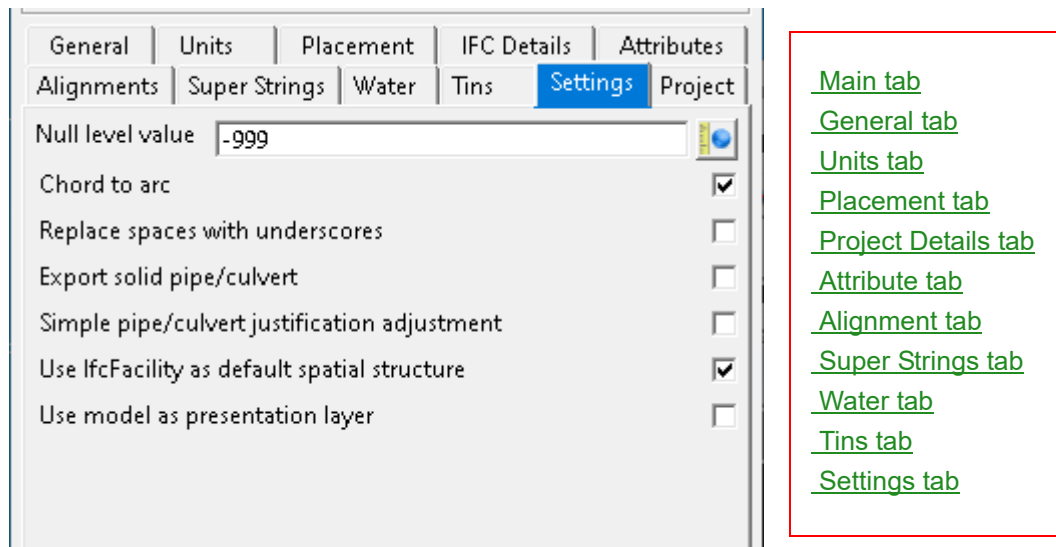 General Units Placement IFC Details Attributes
Alignments Super Strings Water Tins Settings Project
Null level value -999
Chord to arc
Replace spaces with underscores
Export solid pipe/culvert
Simple pipe/culvert justification adjustment
Use IfcFacility as default spatial structure
Use model as presentation layer
Main tab
General tab
Units tab
Placement tab
Project Details tab
Attribute tab
Alignment tab
Super Strings tab
Water tab
Tins tab
Settings tab